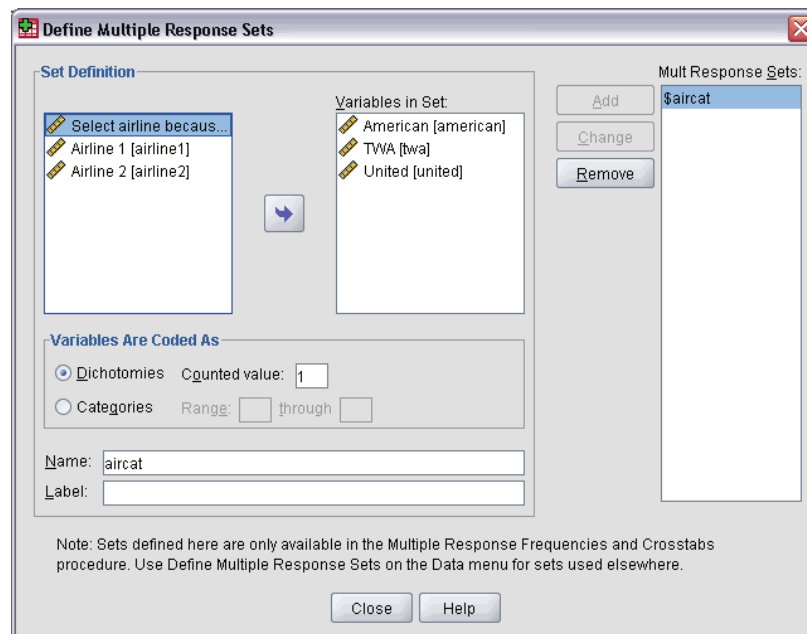 Define Multiple Response Sets
Set Definition
Select airline becaus...
Airline 1 [airline1]
Airline 2 [airline2]
Variables in Set:
American [american]
TWA [twa]
United [united]
Add
Change
Remove
Mult Response Sets:
$aircat
Variables Are Coded As
Dichotomies Counted value: 1
Categories Range: through
Name: aircat
Label:
Note: Sets defined here are only available in the Multiple Response Frequencies and Crosstabs
procedure. Use Define Multiple Response Sets on the Data menu for sets used elsewhere.
Close Help